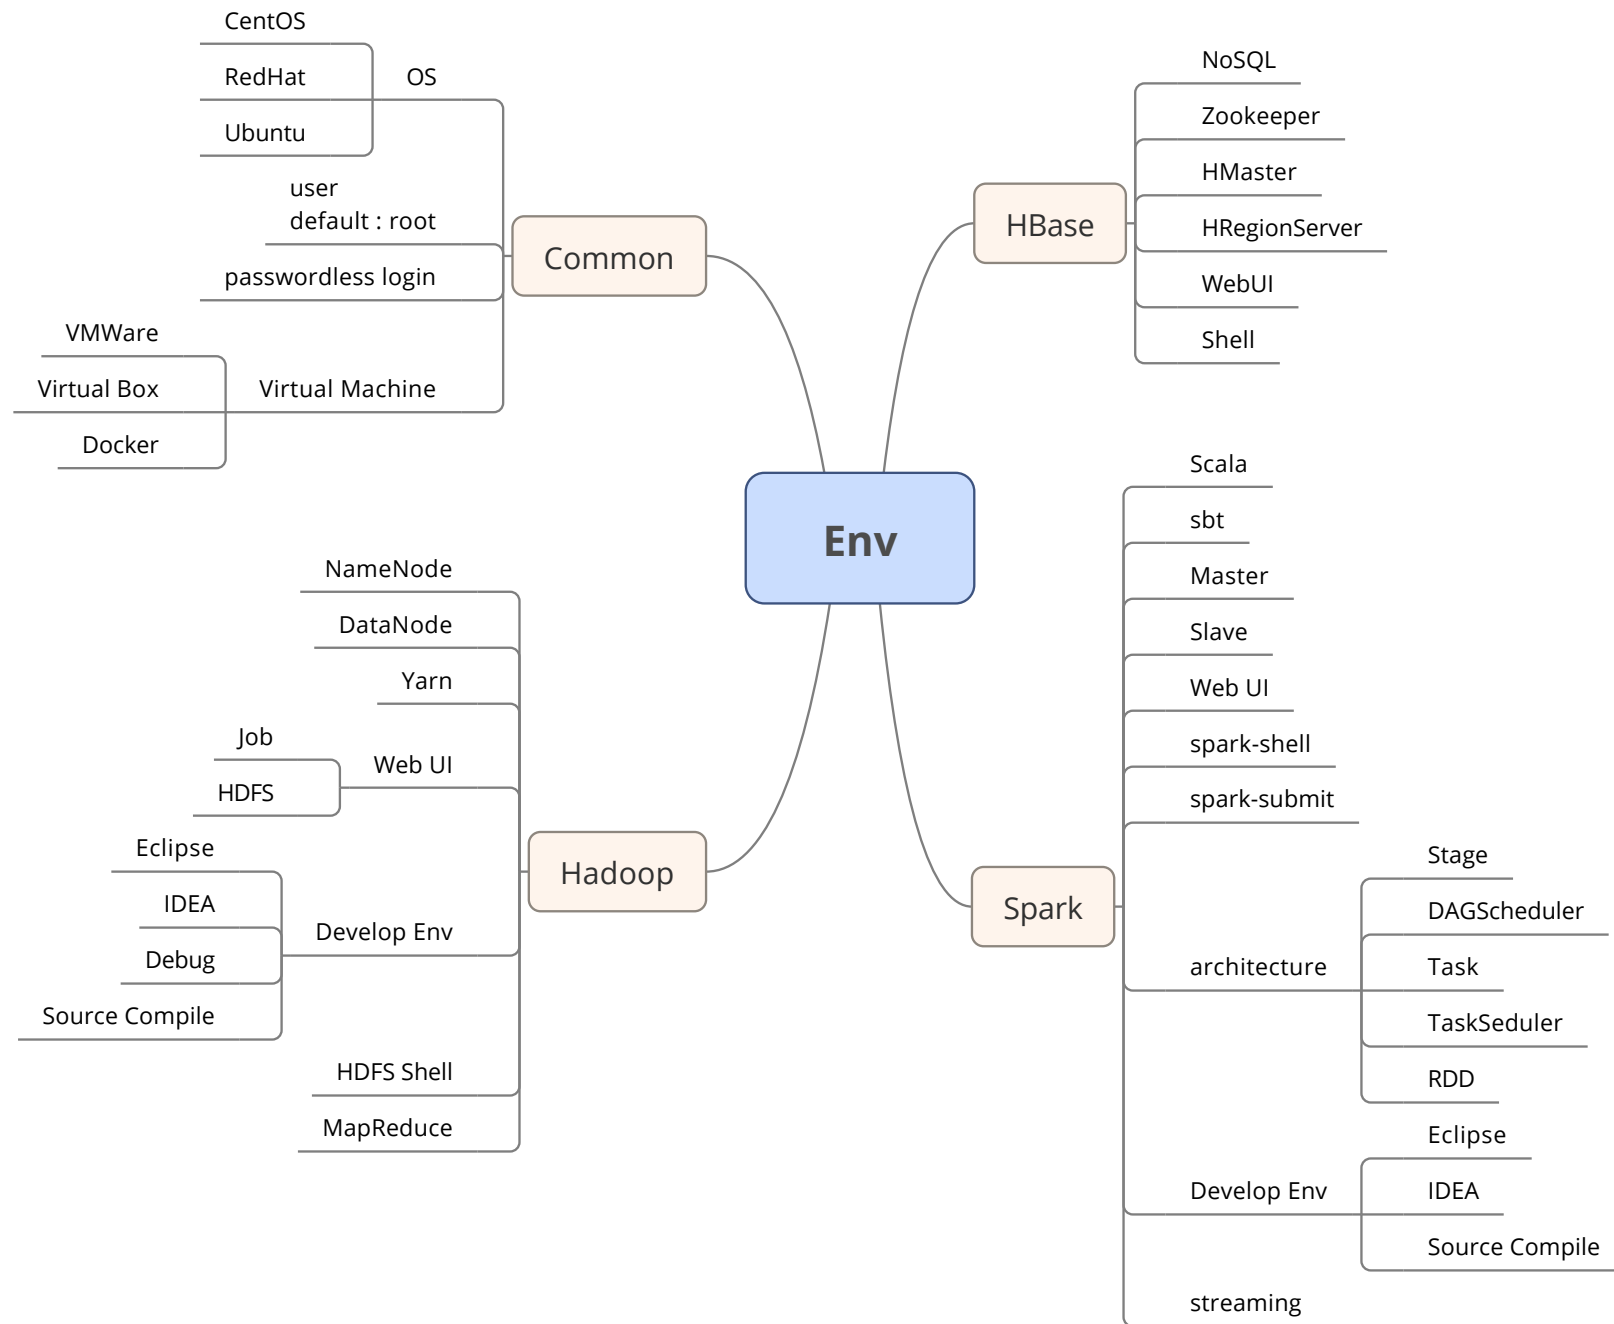 Env
Common
OS
CentOS
RedHat
Ubuntu
user
default : root
passwordless login
Virtual Machine
VMWare
Virtual Box
Docker
Hadoop
NameNode
DataNode
Yarn
Web UI
Job
HDFS
Develop Env
Eclipse
IDEA
Debug
Source Compile
HDFS Shell
MapReduce
HBase
NoSQL
Zookeeper
HMaster
HRegionServer
WebUI
Shell
Spark
Scala
sbt
Master
Slave
Web UI
spark-shell
spark-submit
architecture
Stage
DAGScheduler
Task
TaskSeduler
RDD
Develop Env
Eclipse
IDEA
Source Compile
streaming